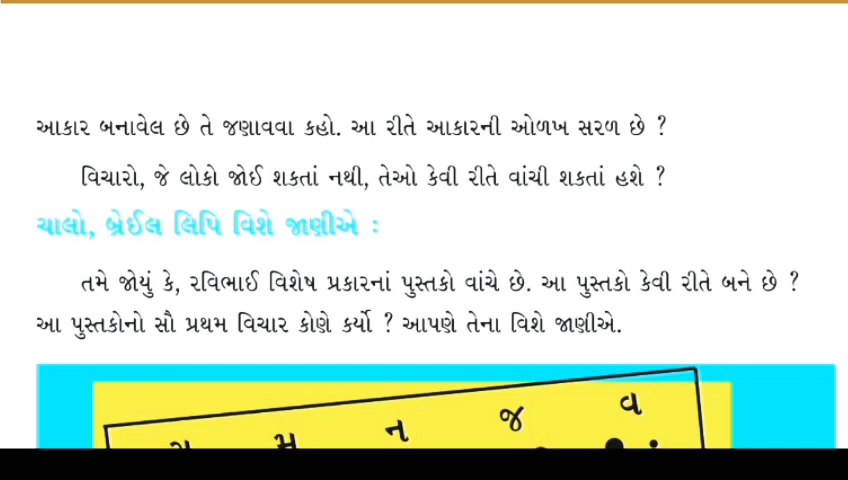 આકાર બનાવેલ છે તે જણાવવા કહો. આ રીતે આકારની ઓળખ સરળ છે ?
વિચારો, જે લોકો જોઈ શકતાં નથી, તેઓ કેવી રીતે વાંચી શકતાં હશે ?
ચાલો, બ્રેઈલ લિપિ વિશે જાણીએ :
તમે જોયું કે, રવિભાઈ વિશેષ પ્રકારનાં પુસ્તકો વાંચે છે. આ પુસ્તકો કેવી રીતે બને છે ?
આ પુસ્તકોનો સૌ પ્રથમ વિચાર કોણે કર્યો ? આપણે તેના વિશે જાણીએ.
મ ન જ વ